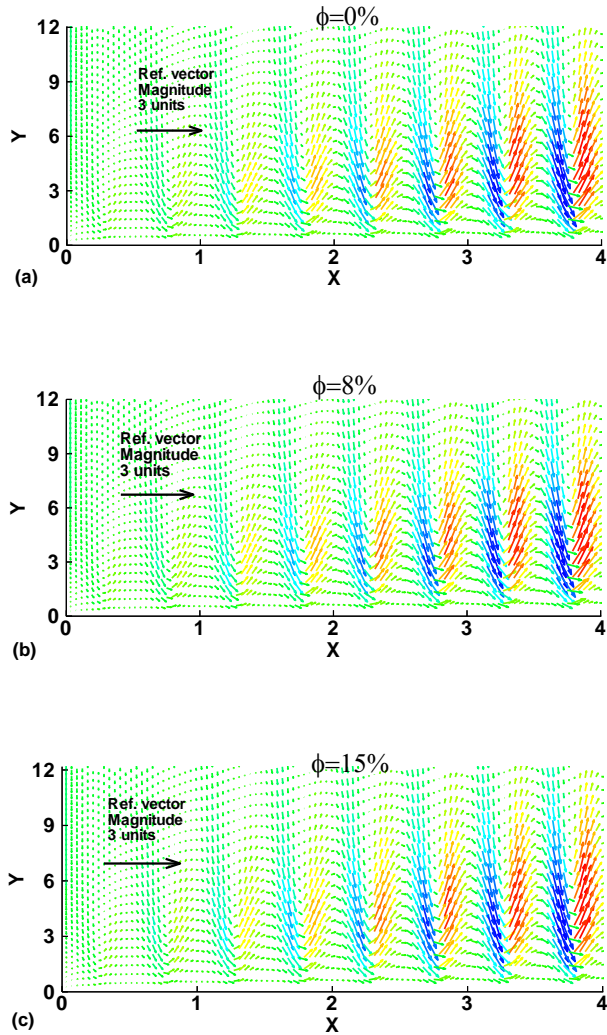 ϕ=0%
12
9
6
3
0
Y
Ref. vector
Magnitude
3 units
0
1
2
3
4
X
(a)
ϕ=8%
12
9
6
3
0
Y
Ref. vector
Magnitude
3 units
0
1
2
3
4
X
(b)
ϕ=15%
12
9
6
3
0
Y
Ref. vector
Magnitude
3 units
0
1
2
3
4
X
(c)